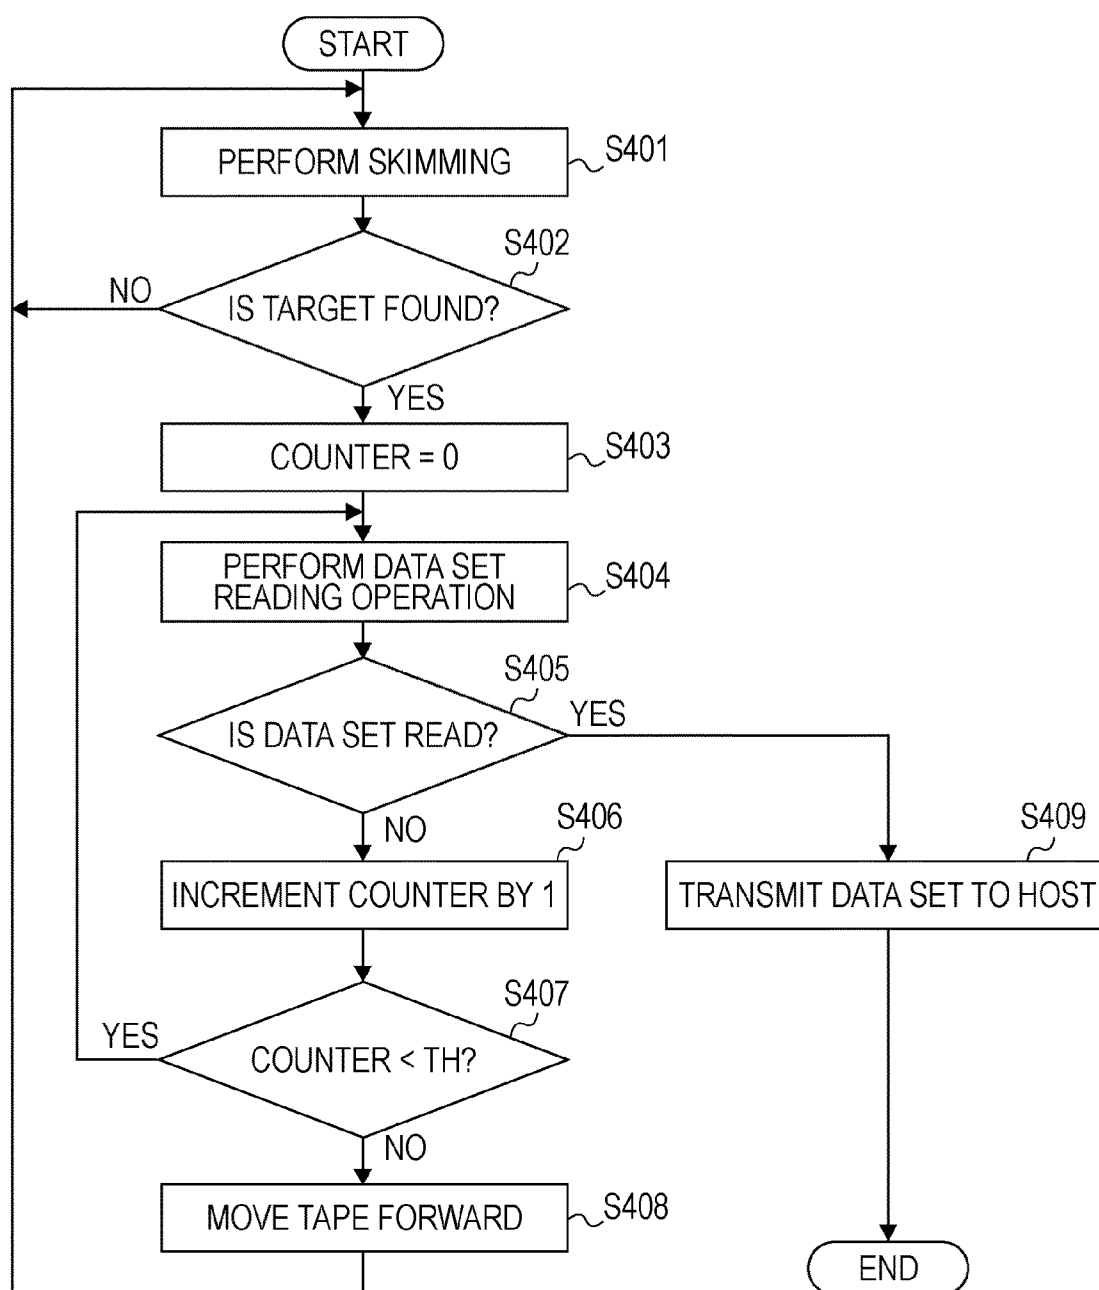 START
PERFORM SKIMMING
S401
S402
IS TARGET FOUND?
NO
YES
COUNTER = 0
S403
PERFORM DATA SET
READING OPERATION
S404
S405
IS DATA SET READ?
YES
NO
S406
INCREMENT COUNTER BY 1
S409
TRANSMIT DATA SET TO HOST
S407
YES
COUNTER < TH?
NO
MOVE TAPE FORWARD
S408
END